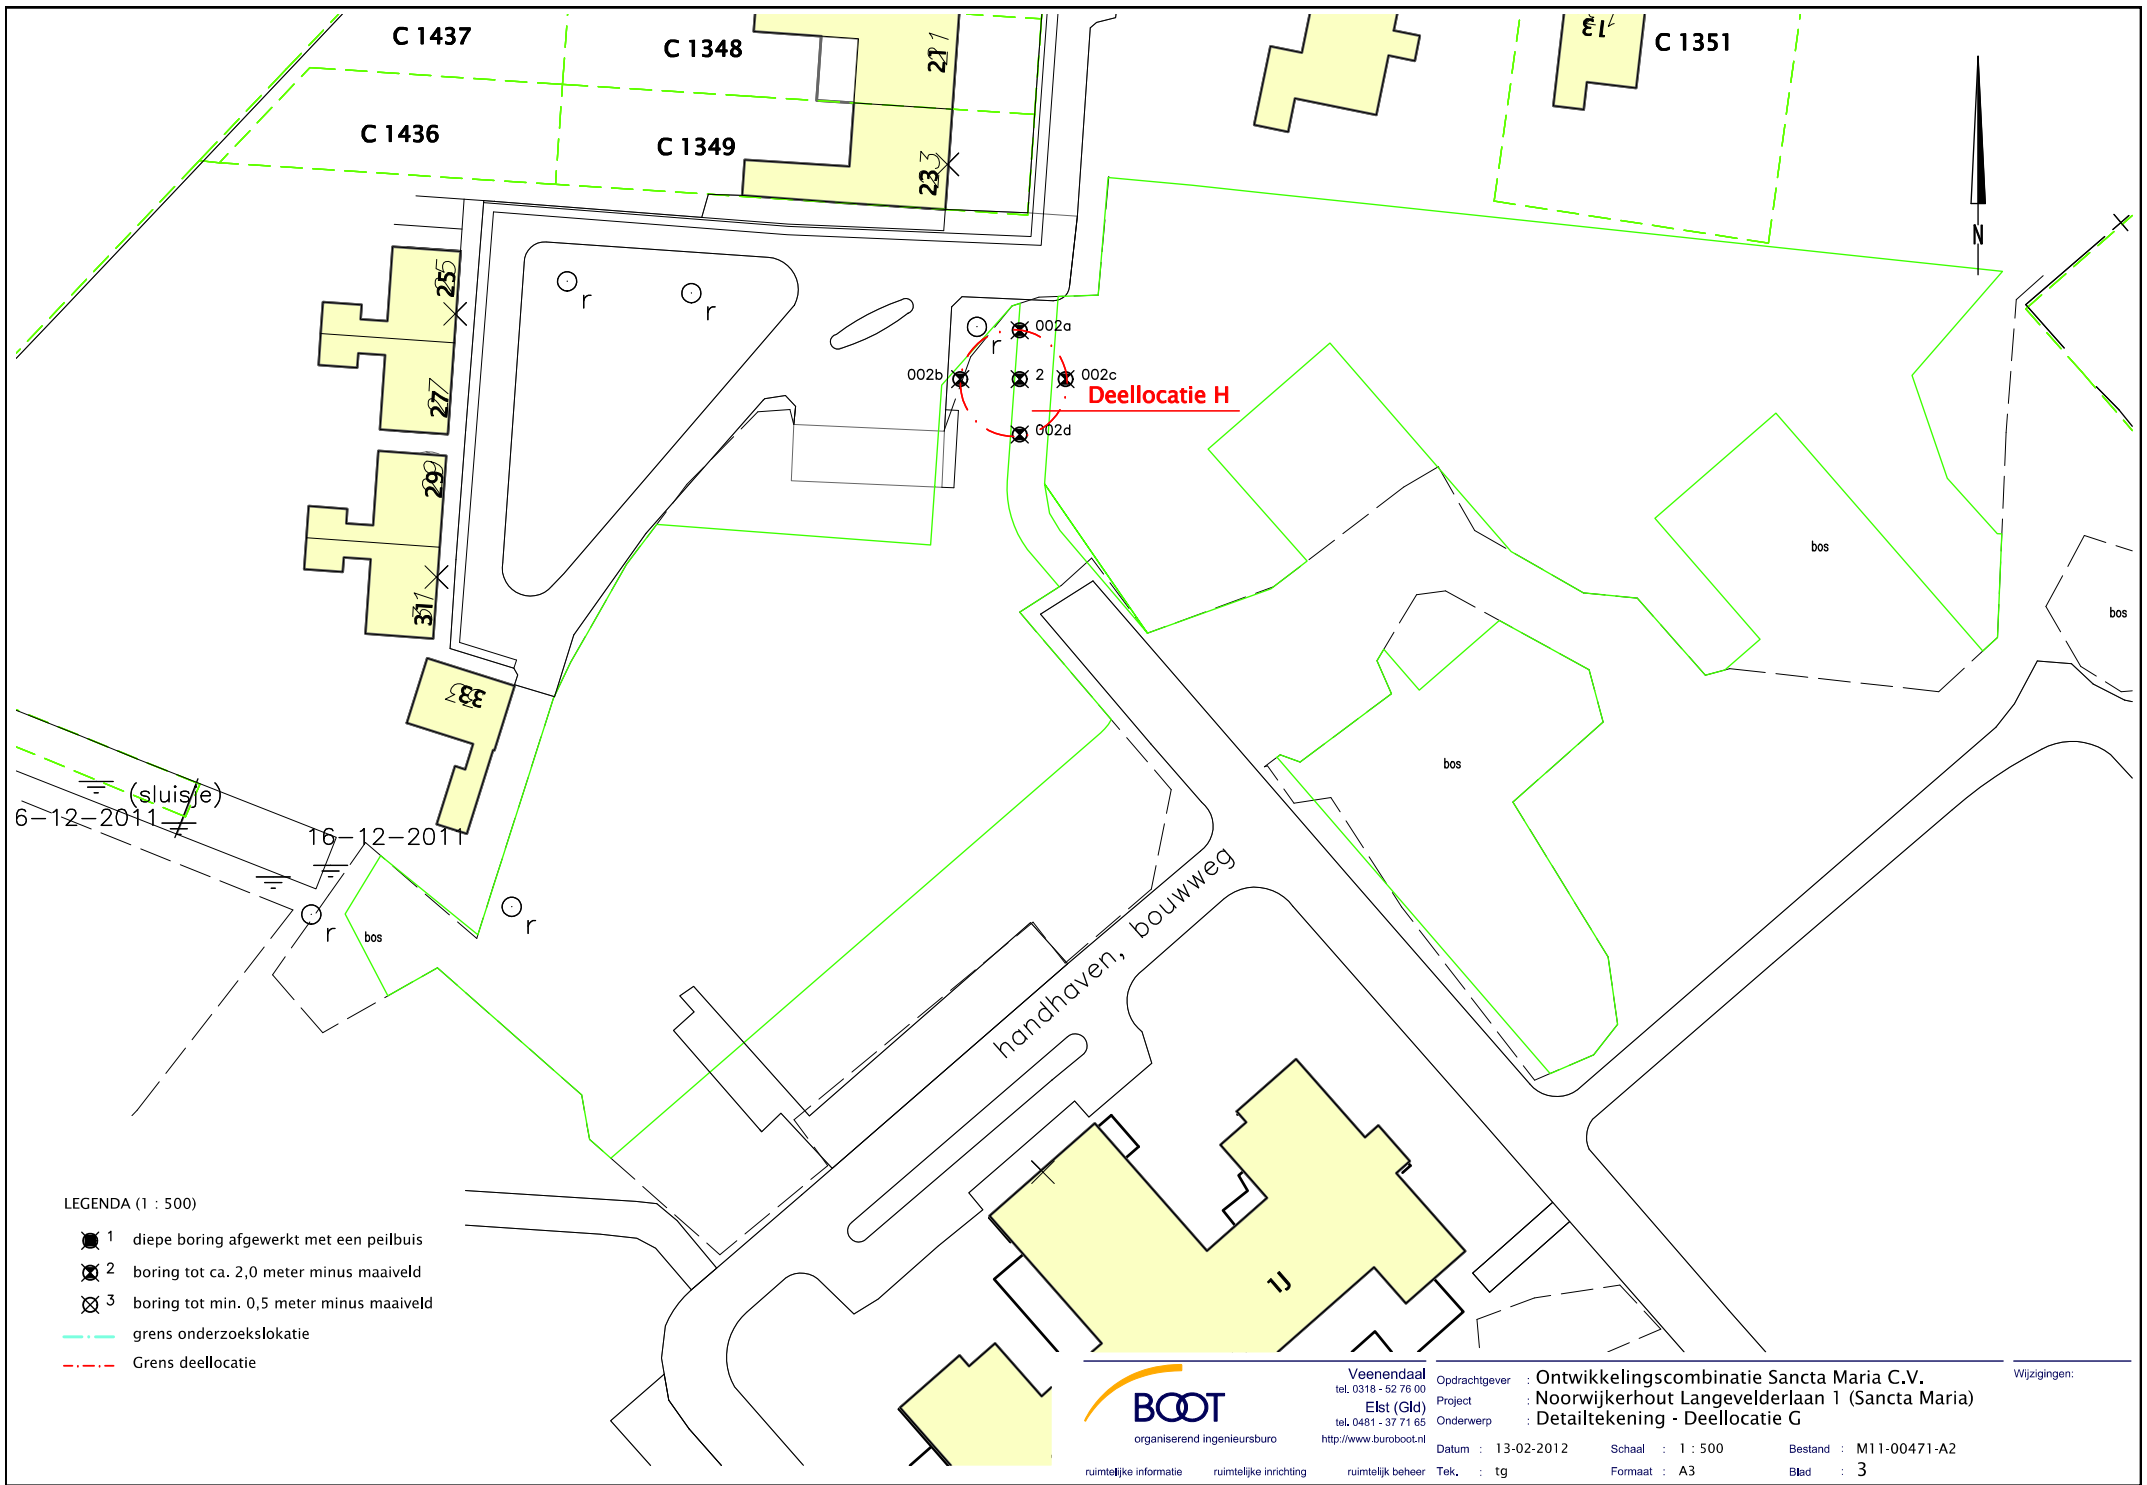 C 1437
C 1348
21
13
C 1351
C 1436
C 1349
23
N
25
r
r
r
002a
002b
2
002c
Deellocatie H
27
002d
29
bos
bos
31
33
bos
(sluisje)
6-12-2011
16-12-2011
handhaven, bouwweg
r
r
bos
1J
LEGENDA (1 : 500)
1 diepe boring afgewerkt met een peilbuis
2 boring tot ca. 2,0 meter minus maaiveld
3 boring tot min. 0,5 meter minus maaiveld
grens onderzoekslokatie
Grens deellocatie
BOOT
organiserend ingenieursburo
Veenendaal
tel. 0318 - 52 76 00
Elst (Gld)
tel. 0481 - 37 71 65
http://www.buroboot.nl
ruimtelijke informatie ruimtelijke inrichting ruimtelijk beheer
Opdrachtgever : Ontwikkelingscombinatie Sancta Maria C.V.
Project : Noorwijkerhout Langevelderlaan 1 (Sancta Maria)
Onderwerp : Detailtekening - Deellocatie G
Datum : 13-02-2012 Schaal : 1 : 500 Bestand : M11-00471-A2
Tek. : tg Formaat : A3 Blad : 3
Wijzigingen: